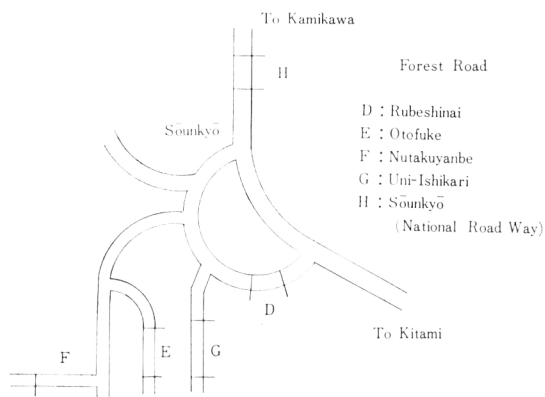 To Kamikawa
H
Forest Road
D : Rubeshinai
E : Otofuke
F : Nutakuyanbe
G : Uni-Ishikari
H : Sōunkyō
(National Road Way)
Sōunkyō
D
To Kitami
F
E
G